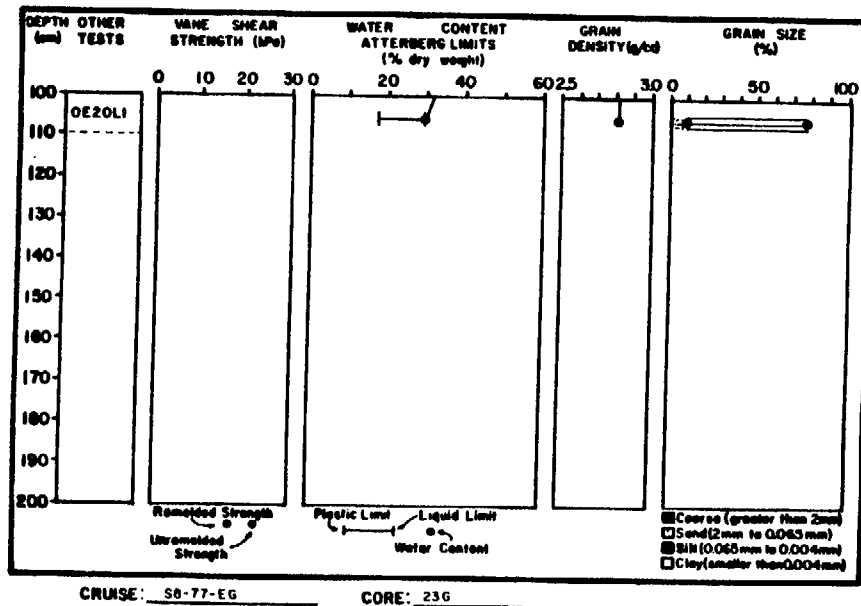 DEPTH OTHER VANE SHEAR WATER CONTENT GRAIN GRAIN SIZE
(cm) TESTS STRENGTH (kPa) ATTERBERG LIMITS DENSITY (g/cc) (%)
(% dry weight)
0 10 20 30 0 20 40 60 2.5 3.0 0 50 100
100
OE20LI
110
120
130
140
150
160
170
180
190
200
Remolded Strength
Unremolded Strength
Plastic Limit
Liquid Limit
Water Content
Coarse (greater than 2mm)
Sand (2mm to 0.063mm)
Silt (0.063mm to 0.004mm)
Clay (smaller than 0.004mm)
CRUISE: S8-77-EG CORE: 23G